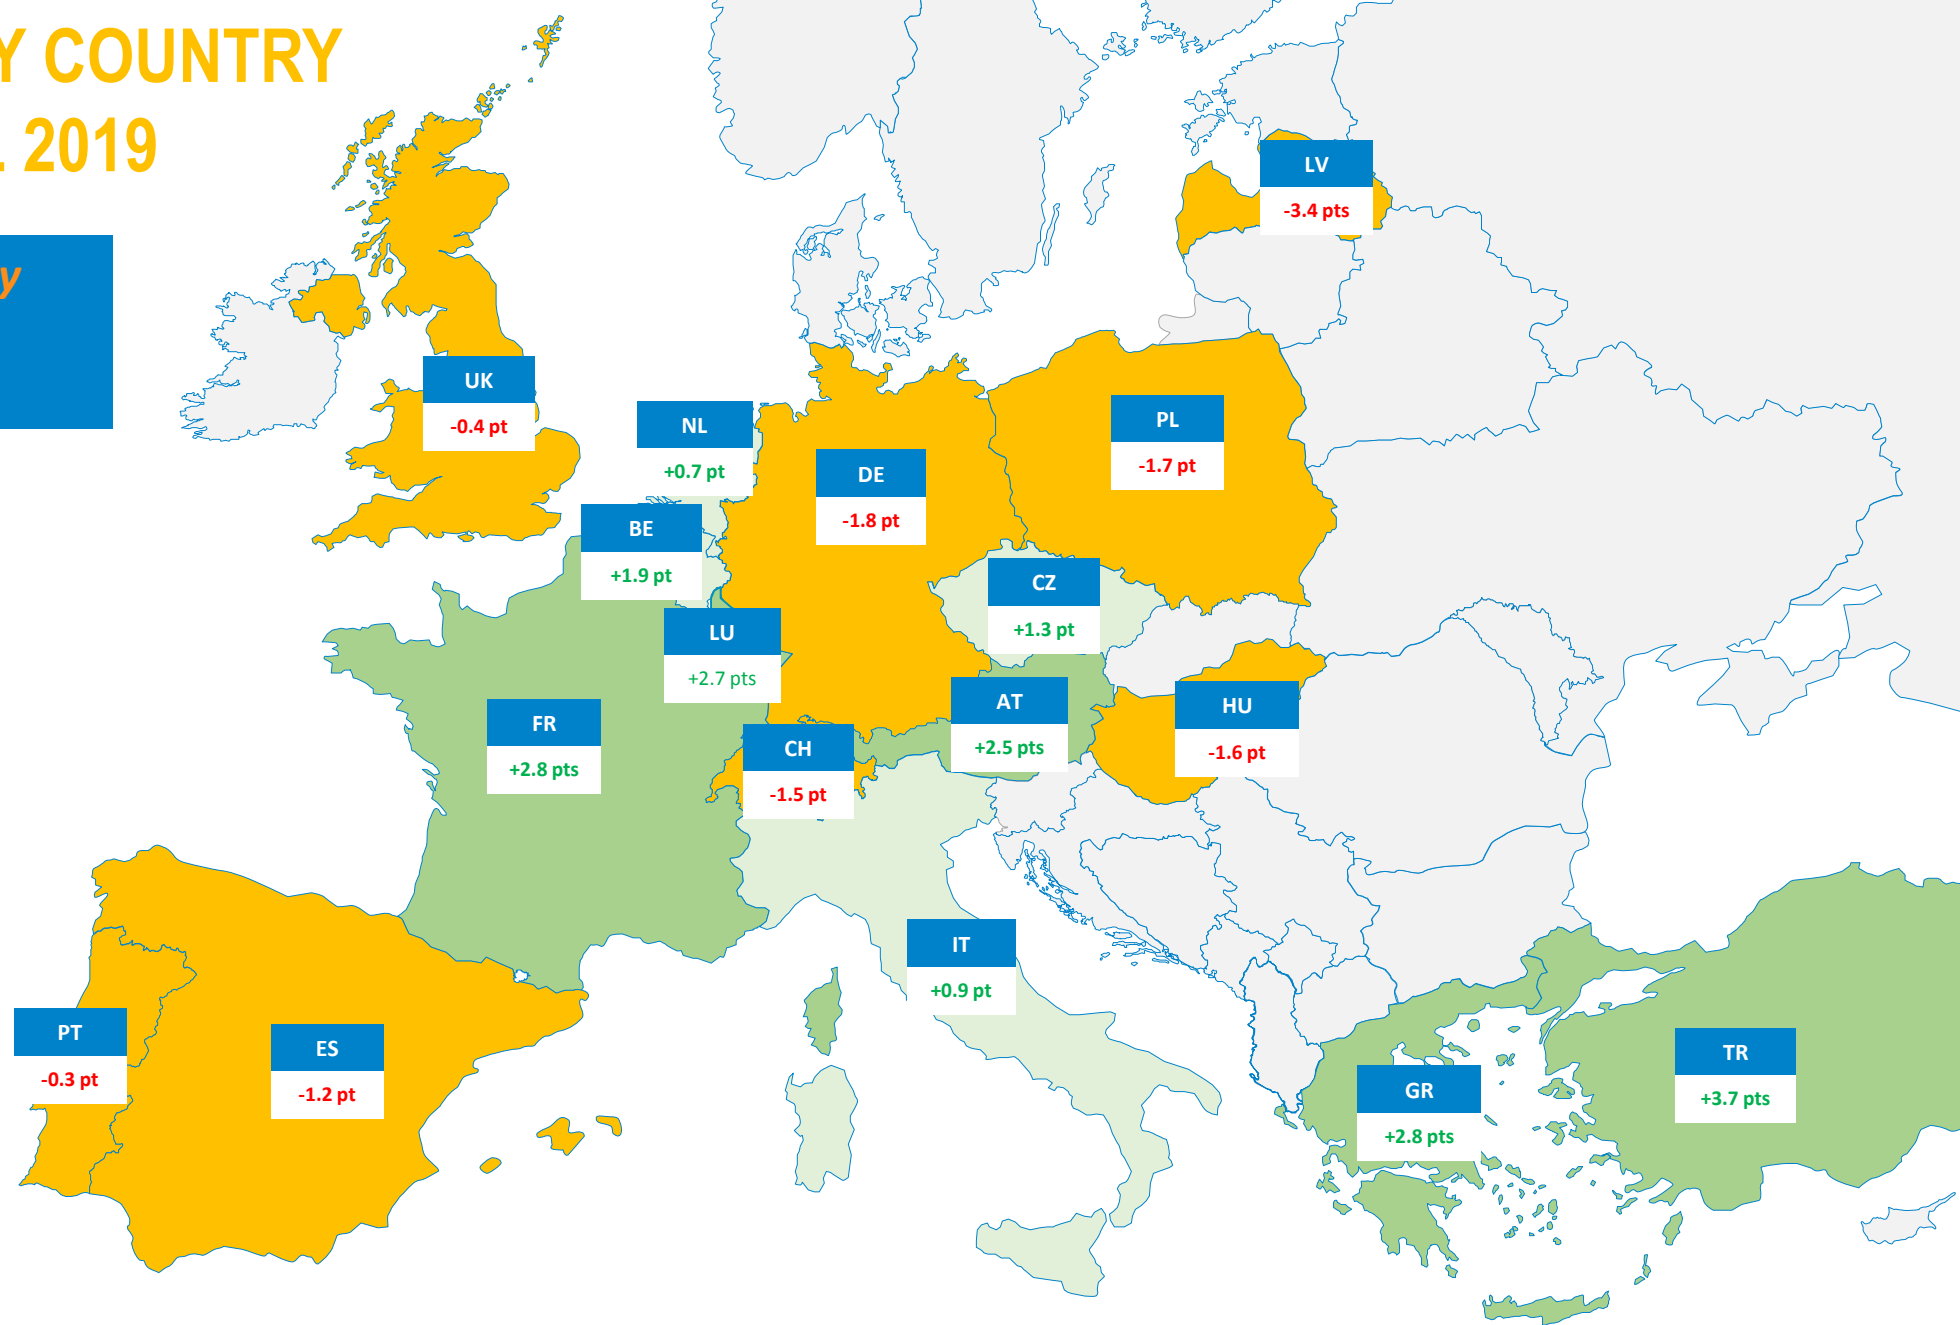 Y COUNTRY
. 2019
y
LV
-3.4 pts
UK
-0.4 pt
NL
+0.7 pt
PL
-1.7 pt
DE
-1.8 pt
BE
+1.9 pt
CZ
+1.3 pt
LU
+2.7 pts
AT
+2.5 pts
HU
-1.6 pt
FR
+2.8 pts
CH
-1.5 pt
IT
+0.9 pt
PT
-0.3 pt
ES
-1.2 pt
TR
+3.7 pts
GR
+2.8 pts